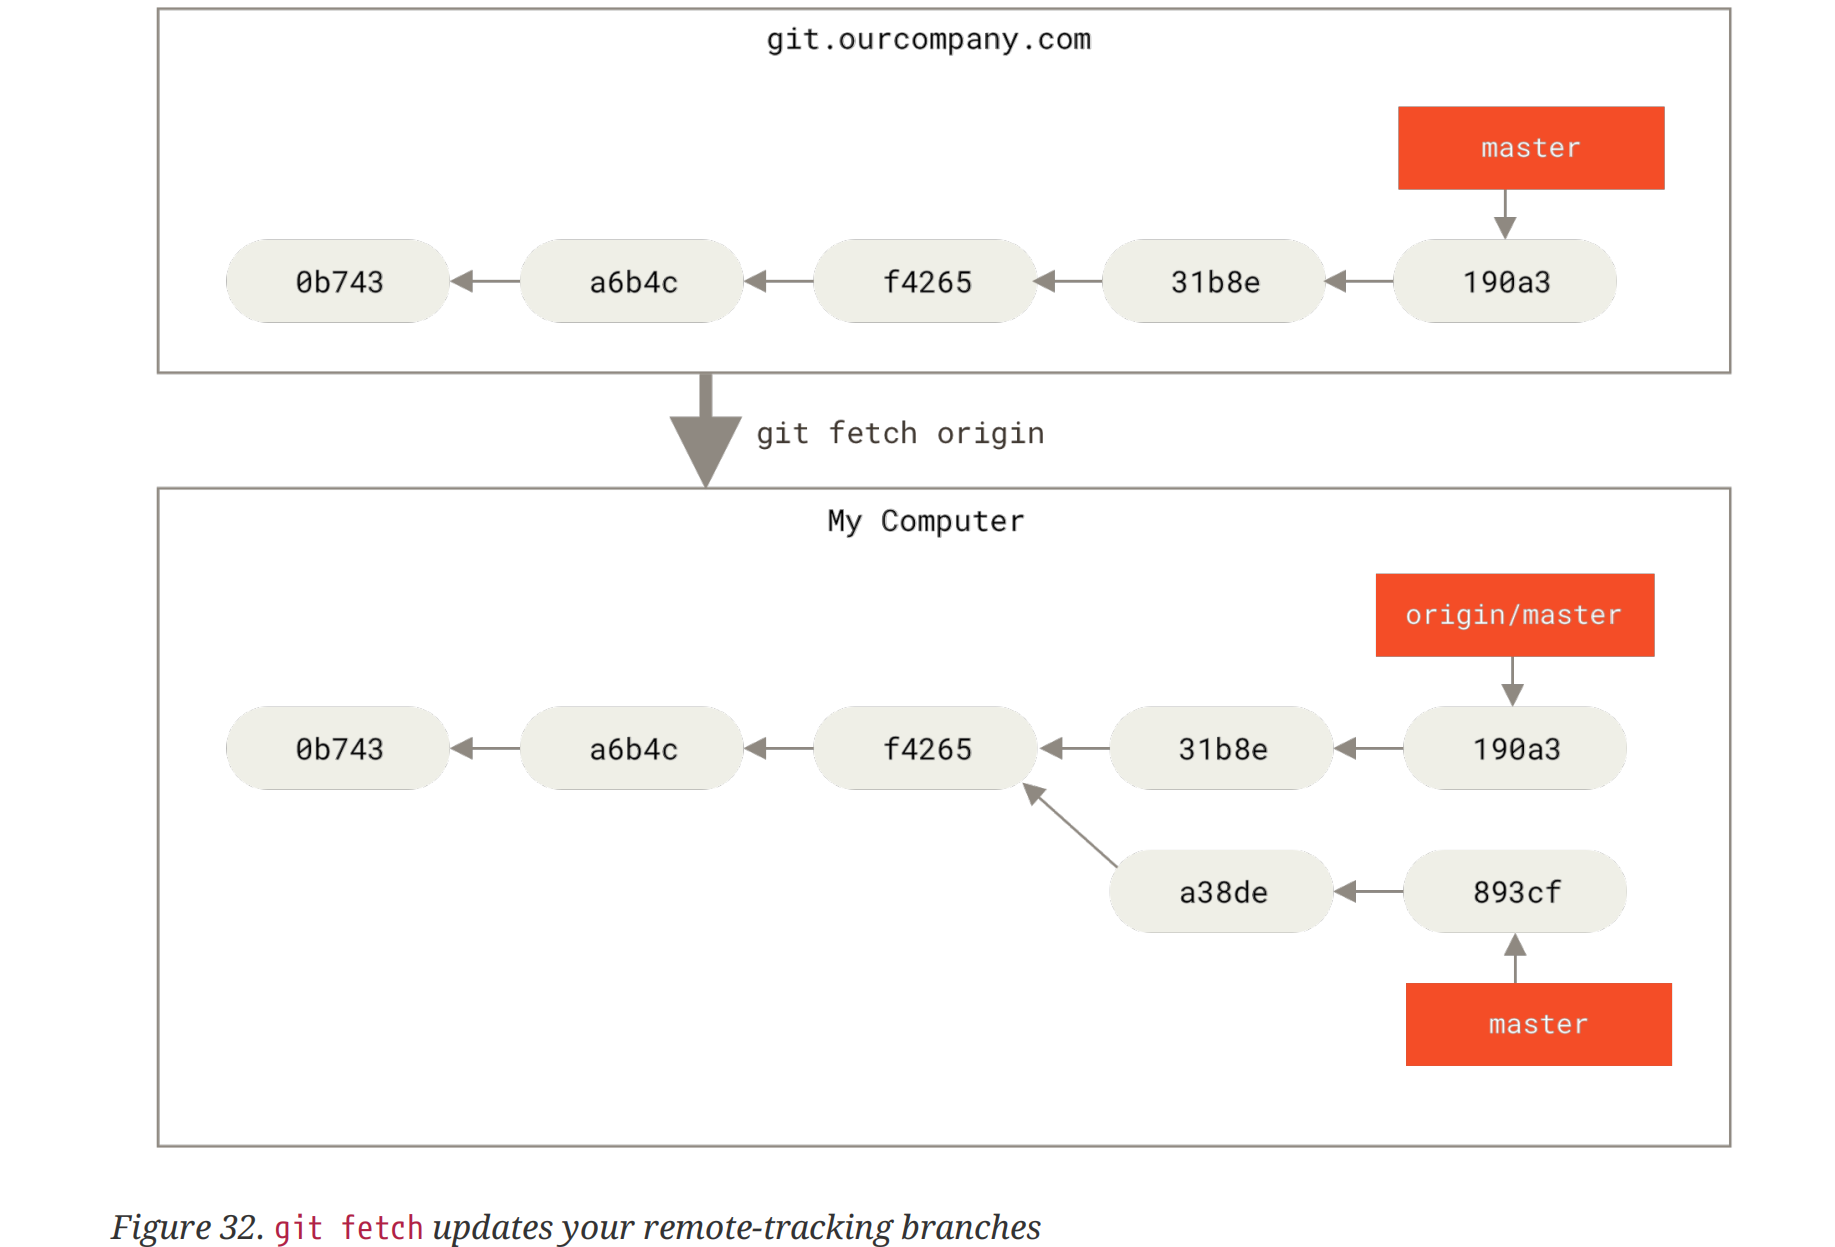 git.ourcompany.com
master
0b743 a6b4c f4265 31b8e 190a3
git fetch origin
My Computer
origin/master
0b743 a6b4c f4265 31b8e 190a3
a38de 893cf
master
Figure 32. git fetch updates your remote-tracking branches